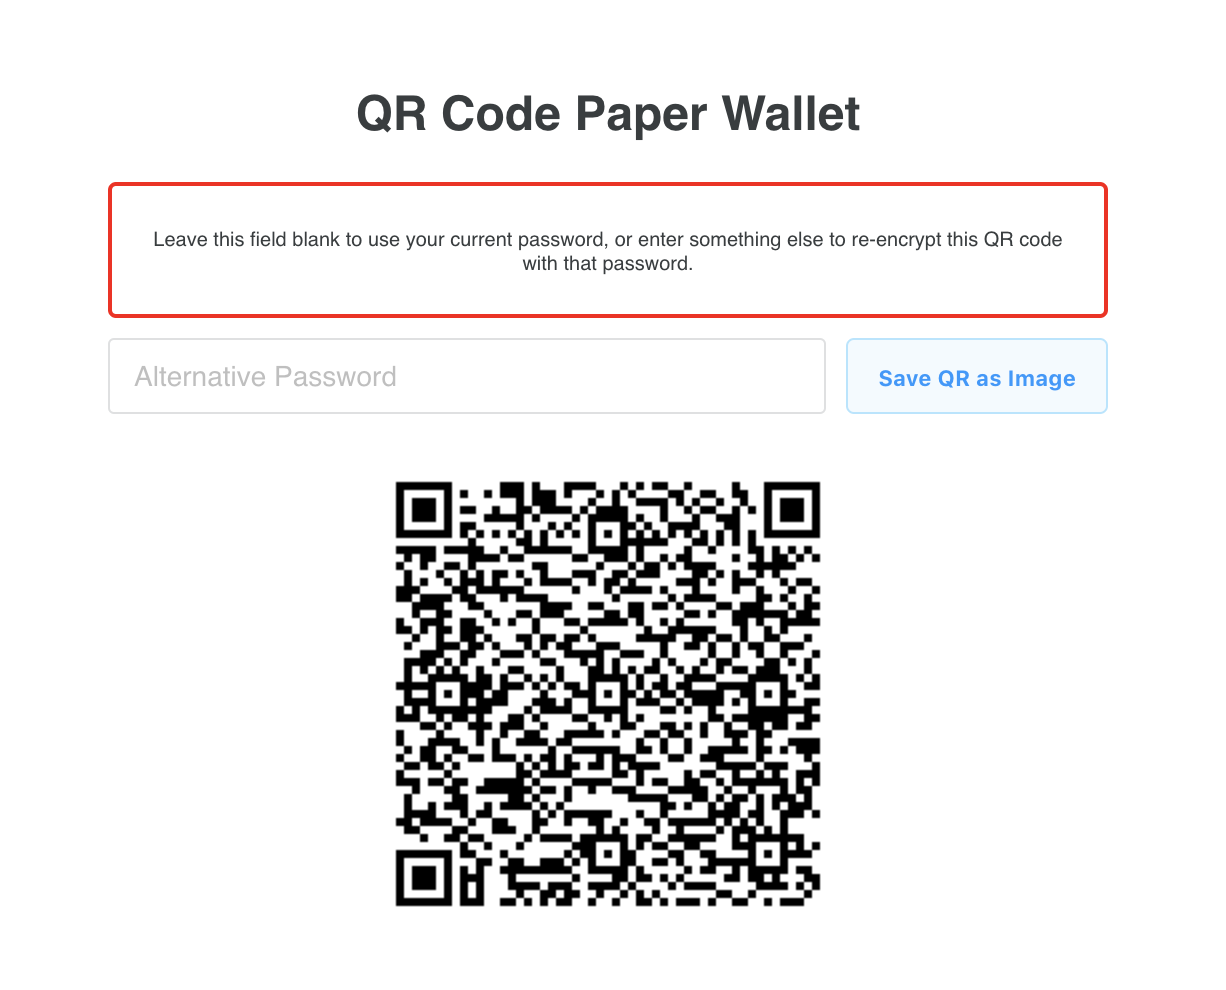 QR Code Paper Wallet
Leave this field blank to use your current password, or enter something else to re-encrypt this QR code
with that password.
Alternative Password
Save QR as Image